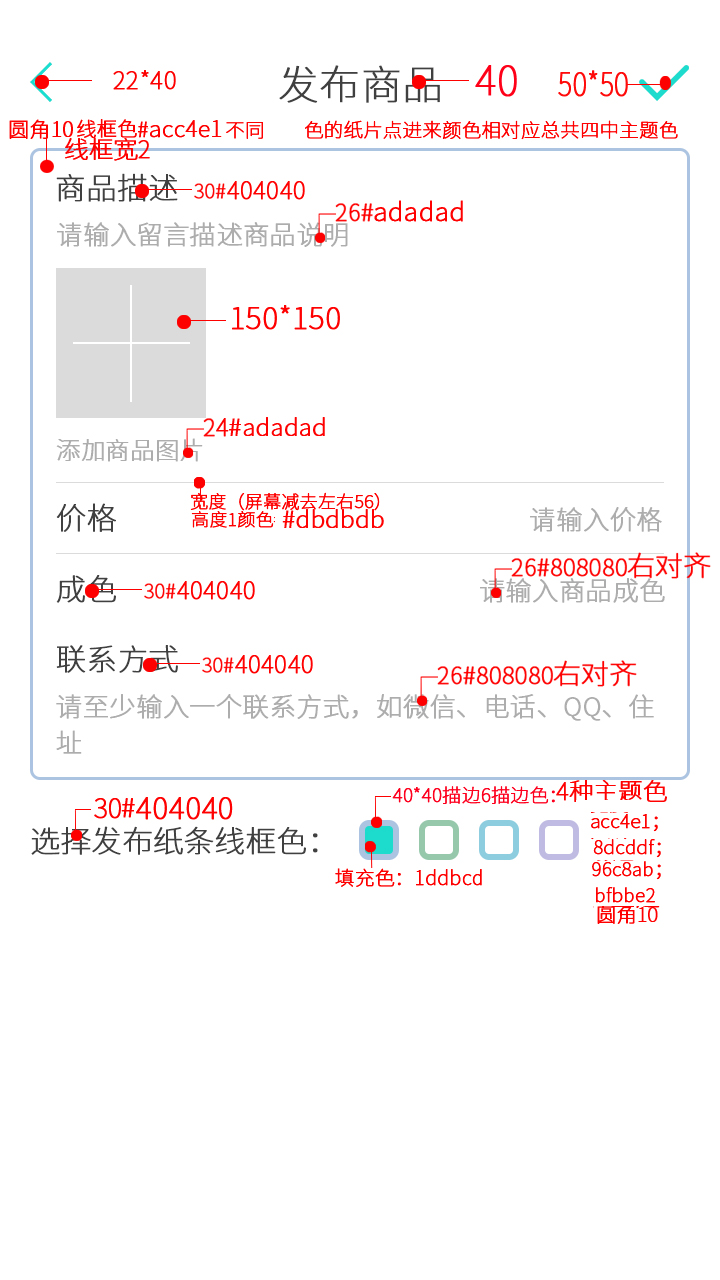 22*40
发布商品
40
50*50
圆角10 线框色#acc4e1不同
色的纸片点进来颜色相对应总共四中主题色
线框宽2
商品描述
30#404040
26#adadad
请输入留言描述商品说明
150*150
24#adadad
添加商品图片
宽度（屏幕减去左右56）
高度1颜色: #dbdbdb
价格
请输入价格
26#808080右对齐
成色
30#404040
请输入商品成色
联系方式
30#404040
26#808080右对齐
请至少输入一个联系方式，如微信、电话、QQ、住
址
30#404040
40*40描边6描边色：4种主题色
选择发布纸条线框色：
acc4e1；
8dcddf；
96c8ab；
填充色：1ddbcd
bfbbe2
圆角10